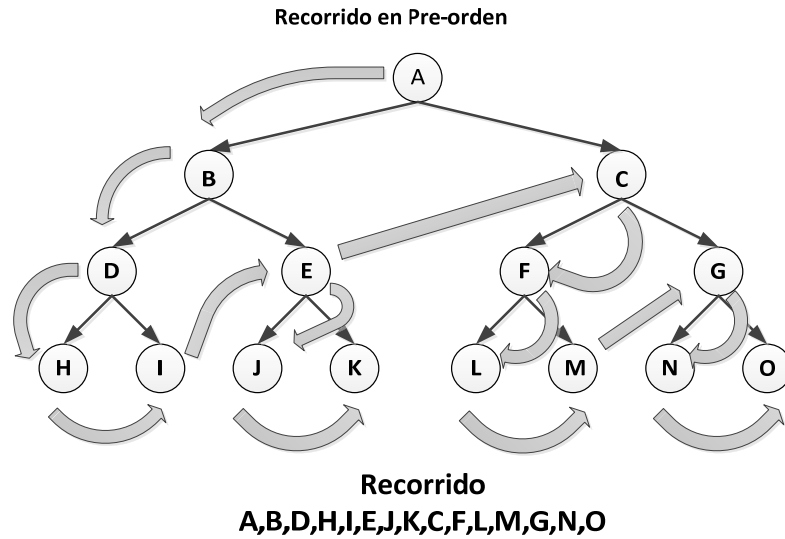 Recorrido en Pre-orden
A
B
C
D
E
F
G
H
I
J
K
L
M
N
O
Recorrido
A,B,D,H,I,E,J,K,C,F,L,M,G,N,O